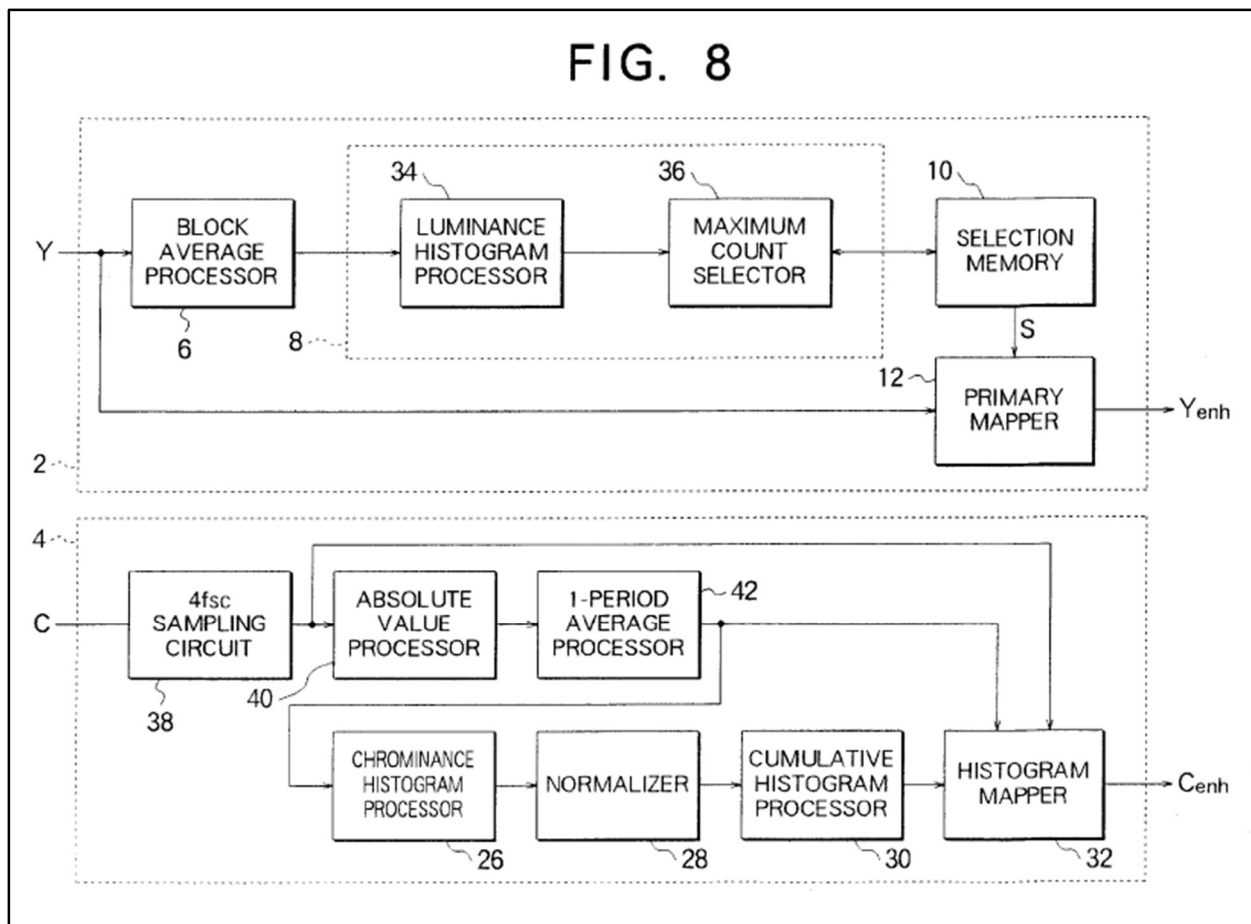 FIG. 8
34
36
10
Y
BLOCK
AVERAGE
PROCESSOR
LUMINANCE
HISTOGRAM
PROCESSOR
MAXIMUM
COUNT
SELECTOR
SELECTION
MEMORY
6
8
S
12
PRIMARY
MAPPER
Yenh
2
4
C
4fsc
SAMPLING
CIRCUIT
ABSOLUTE
VALUE
PROCESSOR
1-PERIOD
AVERAGE
PROCESSOR
42
38
40
CHROMINANCE
HISTOGRAM
PROCESSOR
NORMALIZER
CUMULATIVE
HISTOGRAM
PROCESSOR
HISTOGRAM
MAPPER
Cenh
26
28
30
32